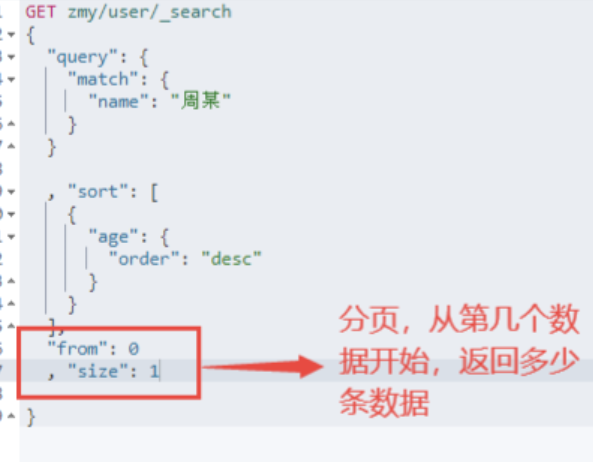 GET zmy/user/_search
{
"query": {
"match": {
"name": "周某"
}
}
, "sort": [
{
"age": {
"order": "desc"
}
}
],
"from": 0
, "size": 1
}
分页，从第几个数
据开始，返回多少
条数据